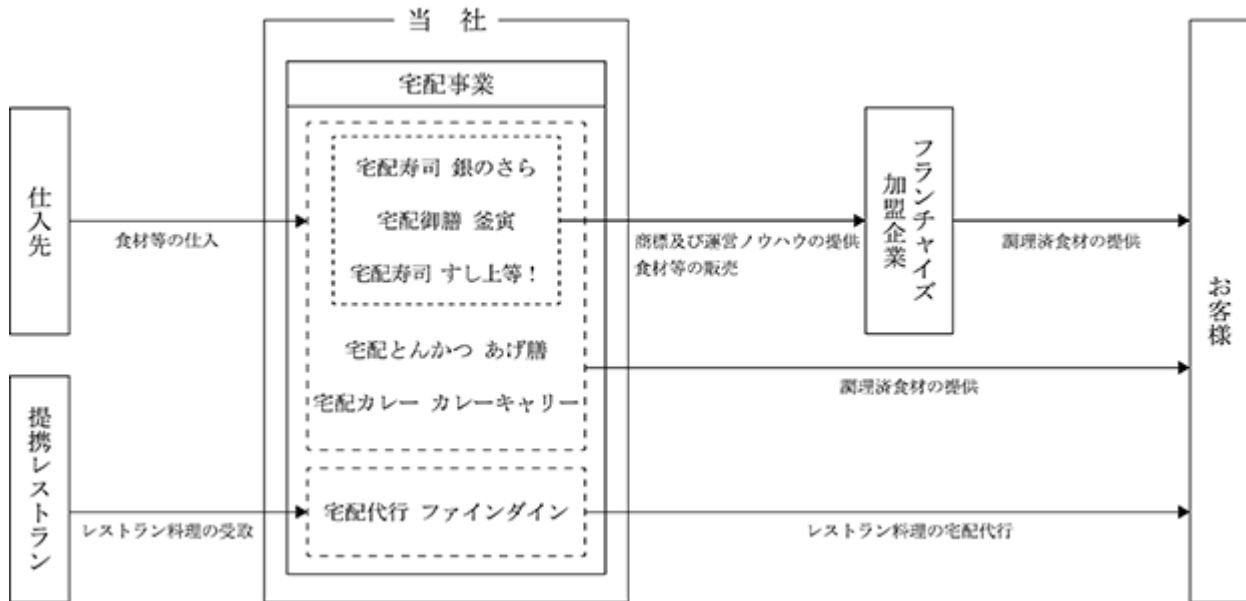 当 社
宅配事業
仕入先
食材等の仕入
宅配寿司 銀のさら
宅配御膳 釜寅
宅配寿司 すし上等！
宅配とんかつ あげ膳
宅配カレー カレーキャリー
商標及び運営ノウハウの提供
食材等の販売
フランチャイズ
加盟企業
調理済食材の提供
お客様
調理済食材の提供
提携レストラン
レストラン料理の受取
宅配代行 ファインダイン
レストラン料理の宅配代行